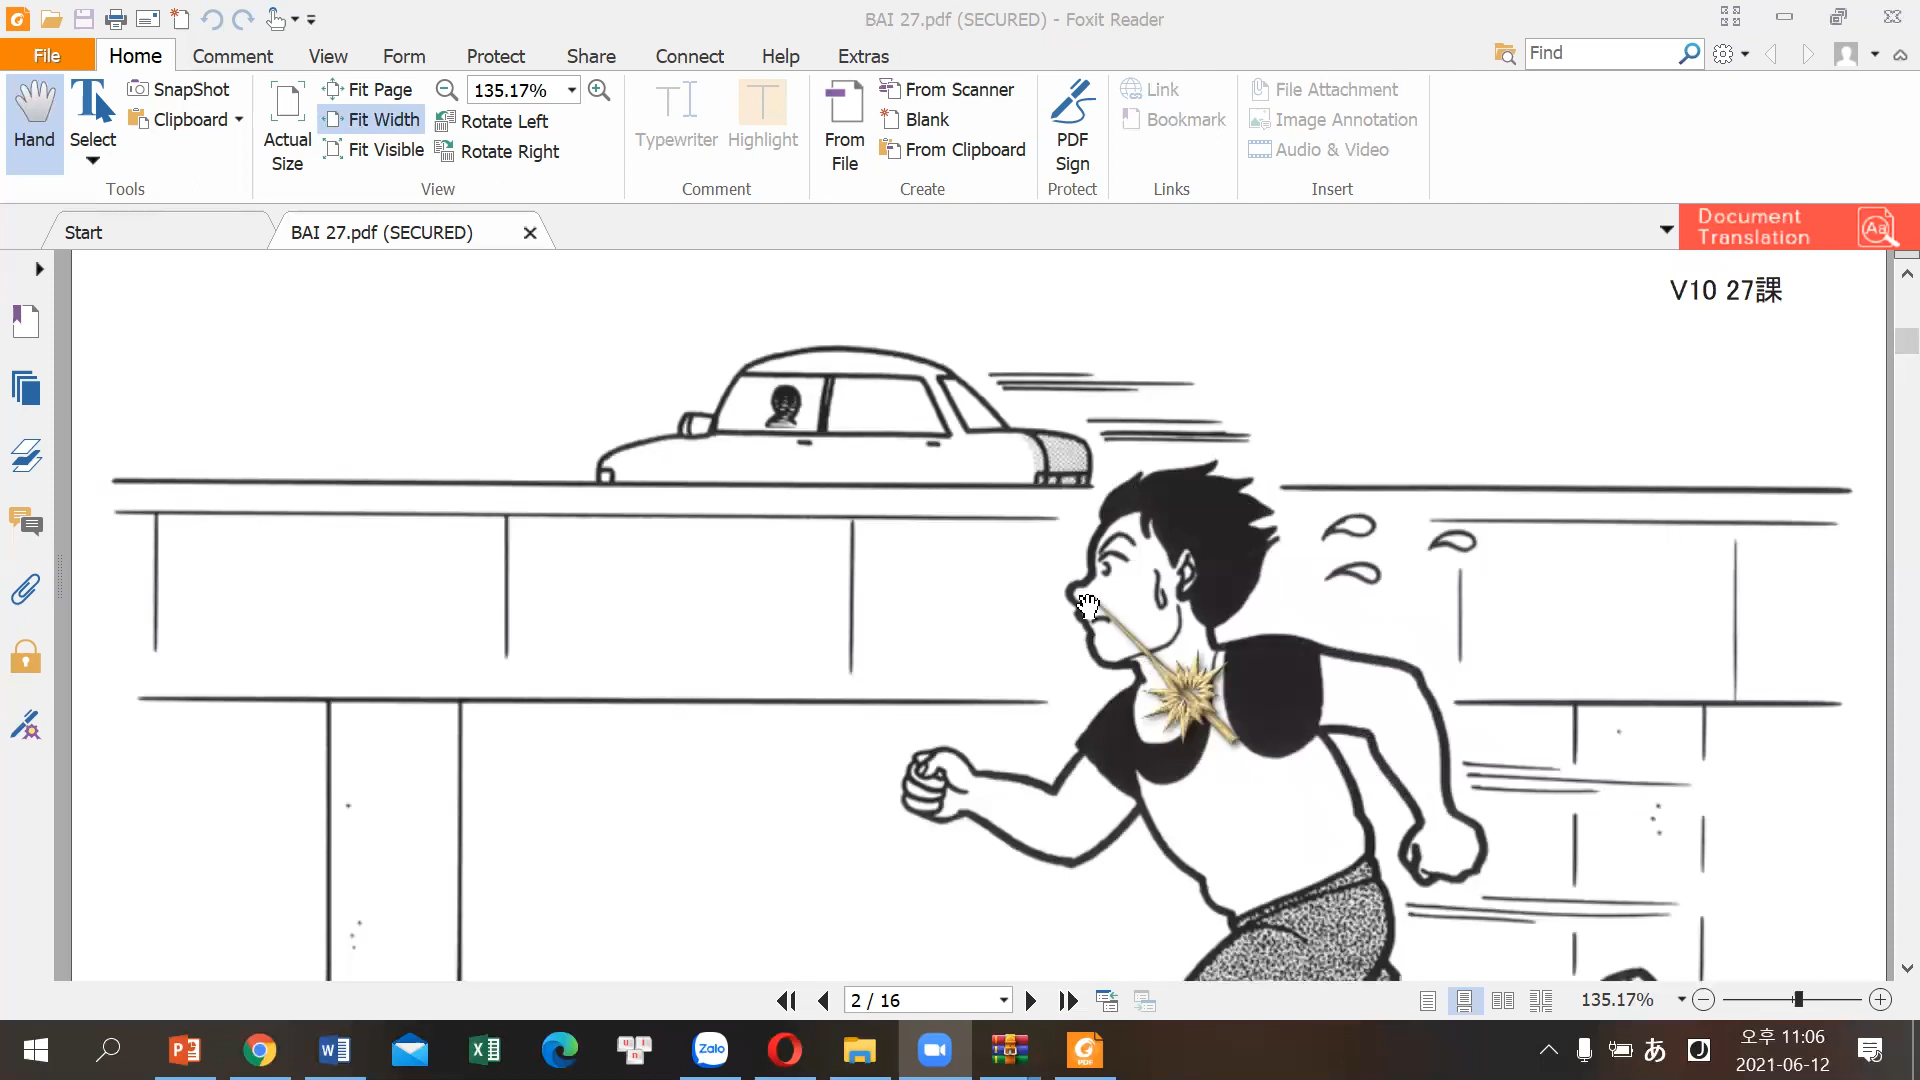 BAI 27.pdf (SECURED) - Foxit Reader
File Home Comment View Form Protect Share Connect Help Extras
Find
Hand
Select
SnapShot
Clipboard
Tools
Actual Size
Fit Page
Fit Width
Fit Visible
135.17%
Rotate Left
Rotate Right
View
Typewriter
Highlight
Comment
From File
From Scanner
Blank
From Clipboard
Create
PDF Sign
Protect
Link
Bookmark
Links
File Attachment
Image Annotation
Audio & Video
Insert
Start
BAI 27.pdf (SECURED)
Document
Translation
V10 27課
2 / 16
135.17%
Zalo
PDF
あ
오후 11:06
2021-06-12